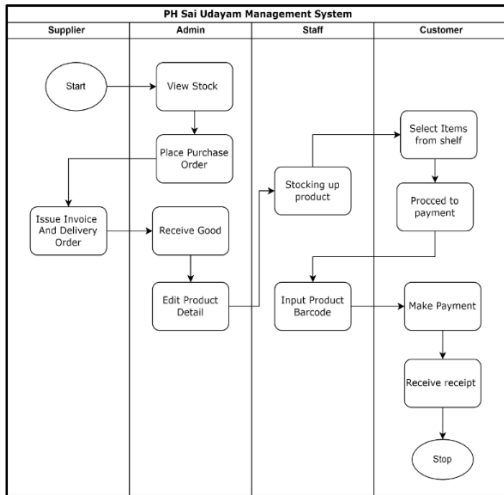 PH Sai Udayam Management System
Supplier
Admin
Staff
Customer
Start
View Stock
Select Items
from shelf
Place Purchase
Order
Stocking up
product
Procced to
payment
Issue Invoice
And Delivery
Order
Receive Good
Edit Product
Detail
Input Product
Barcode
Make Payment
Receive receipt
Stop